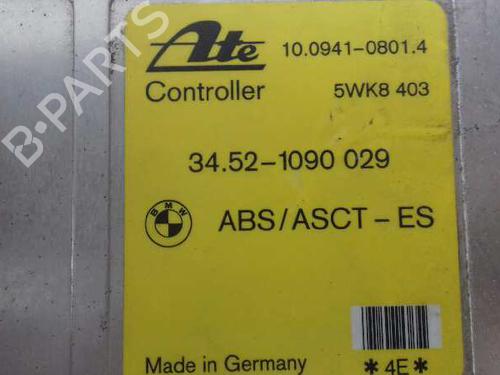 Ate 10.0941-0801.4
Controller 5WK8 403
34.52-1090 029
BMW ABS/ASCT-ES
Made in Germany *4E*